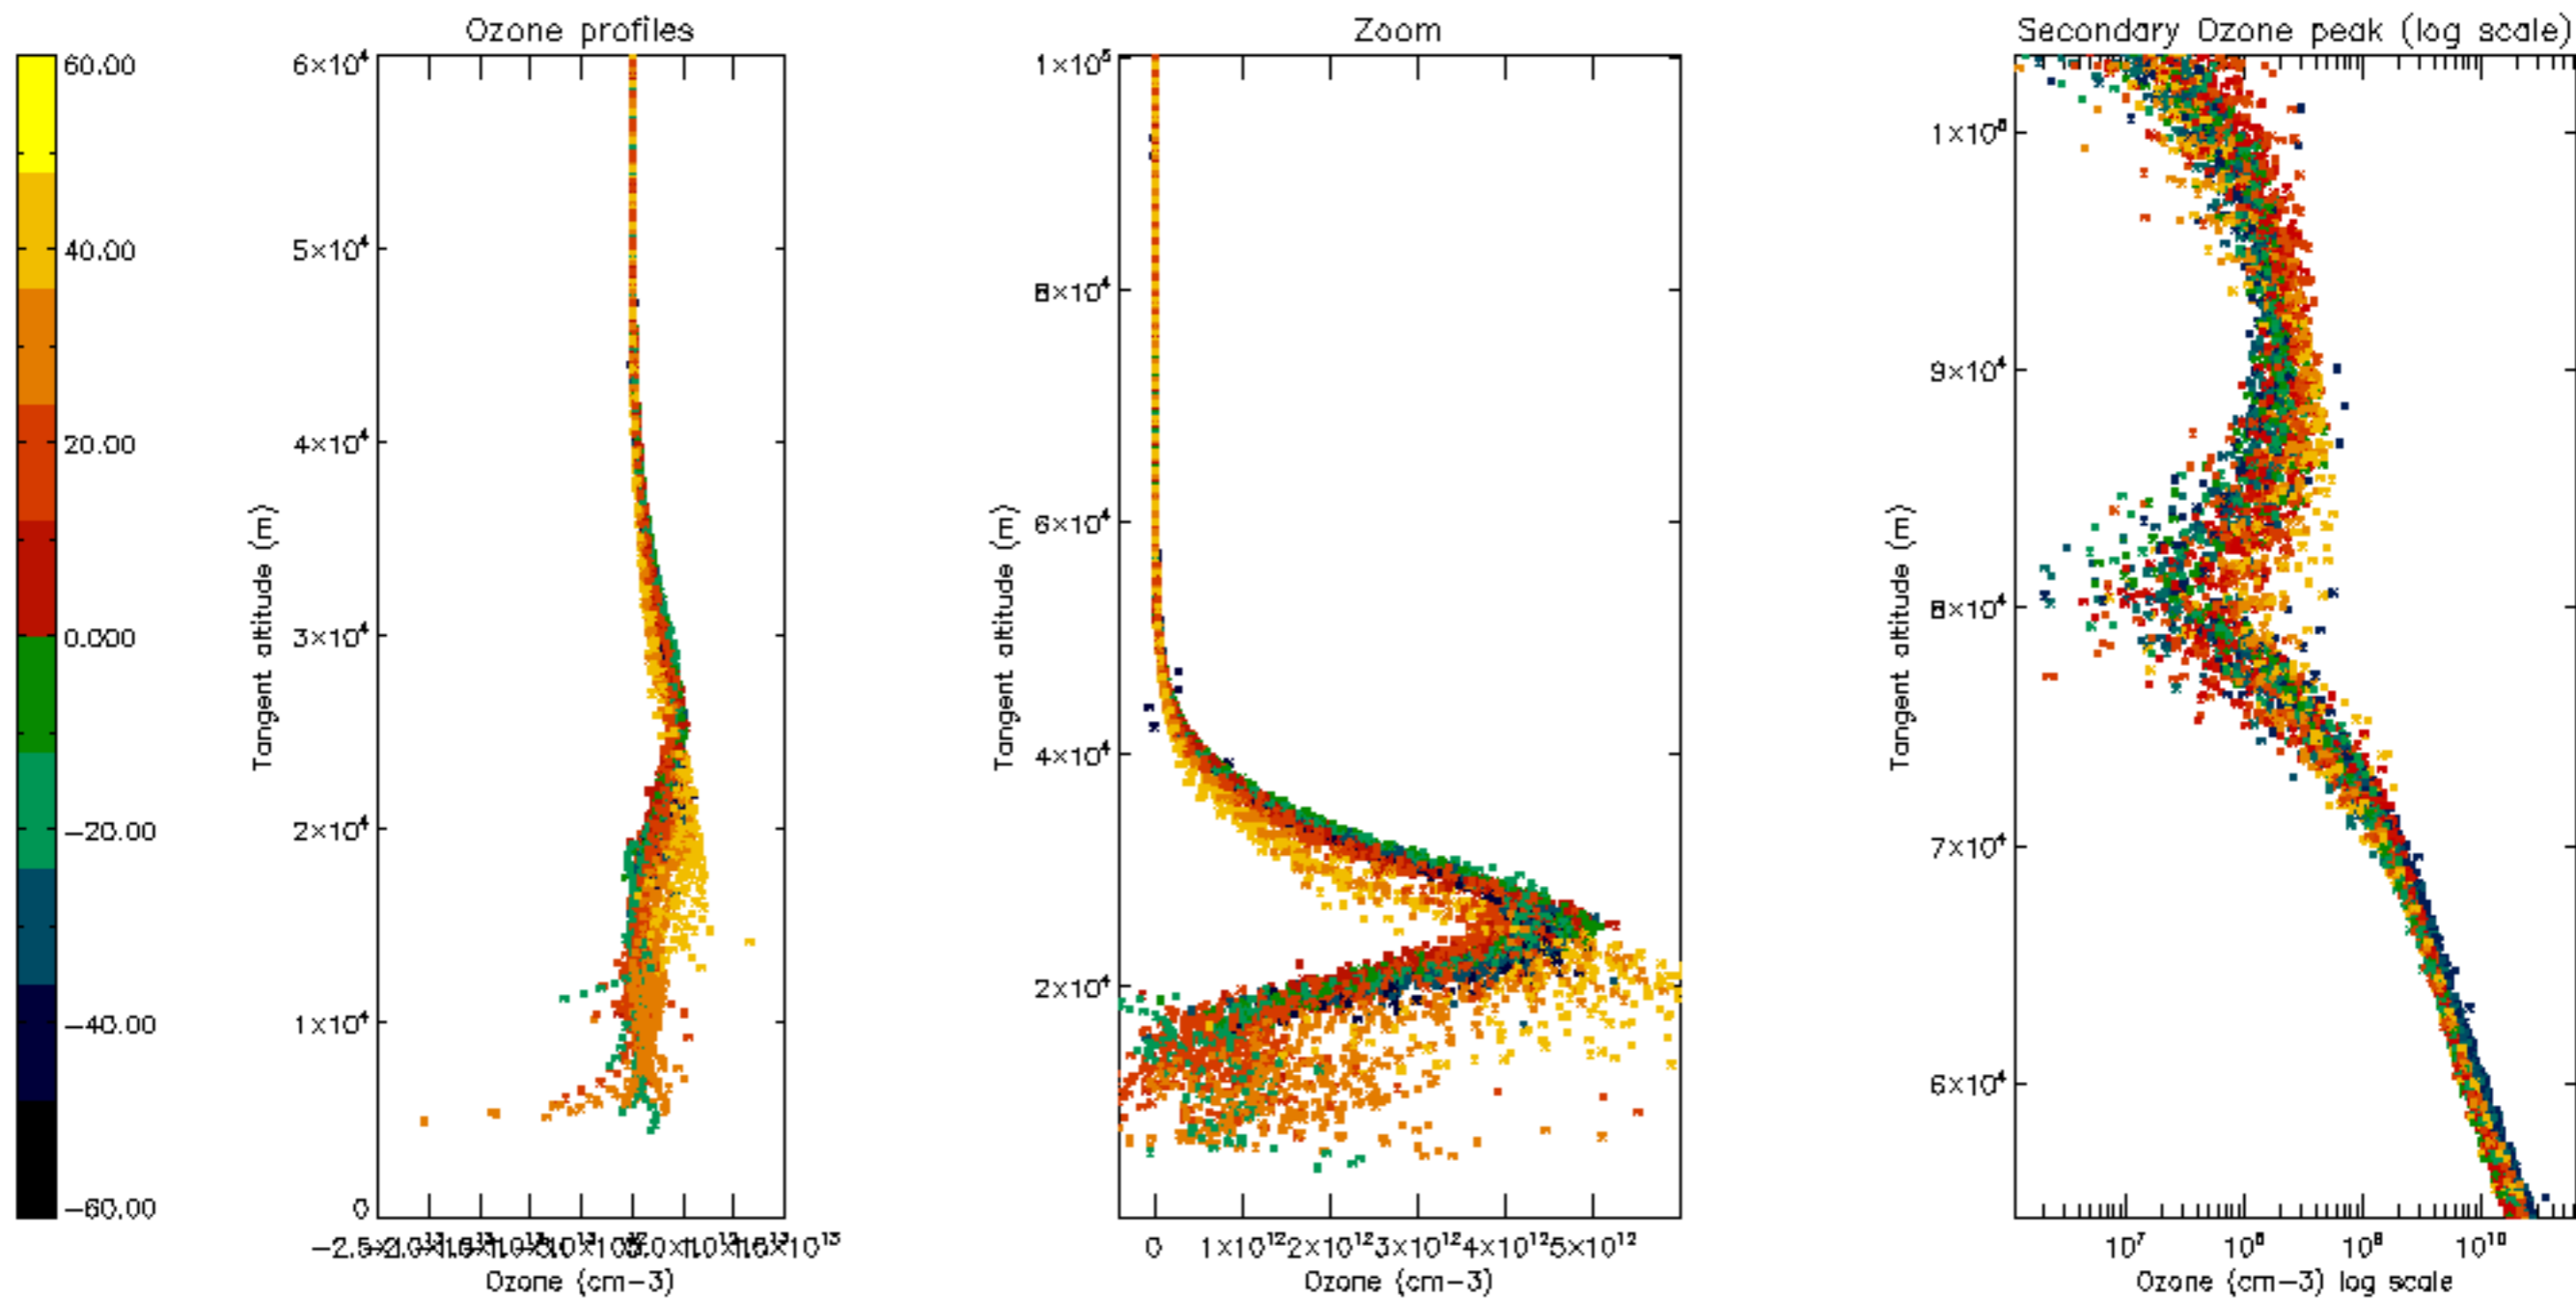 Ozone profiles
Zoom
Secondary Ozone peak (log scale)
60.00
40.00
20.00
0.000
-20.00
-40.00
-60.00
6×10⁴
5×10⁴
4×10⁴
3×10⁴
2×10⁴
1×10⁴
0
Tangent altitude (m)
Ozone (cm-3)
1×10⁵
8×10⁴
6×10⁴
4×10⁴
2×10⁴
Tangent altitude (m)
0 1×10¹² 2×10¹² 3×10¹² 4×10¹² 5×10¹²
Ozone (cm-3)
9×10⁴
8×10⁴
7×10⁴
6×10⁴
Tangent altitude (m)
10⁷ 10⁸ 10⁹ 10¹⁰
Ozone (cm-3) log scale